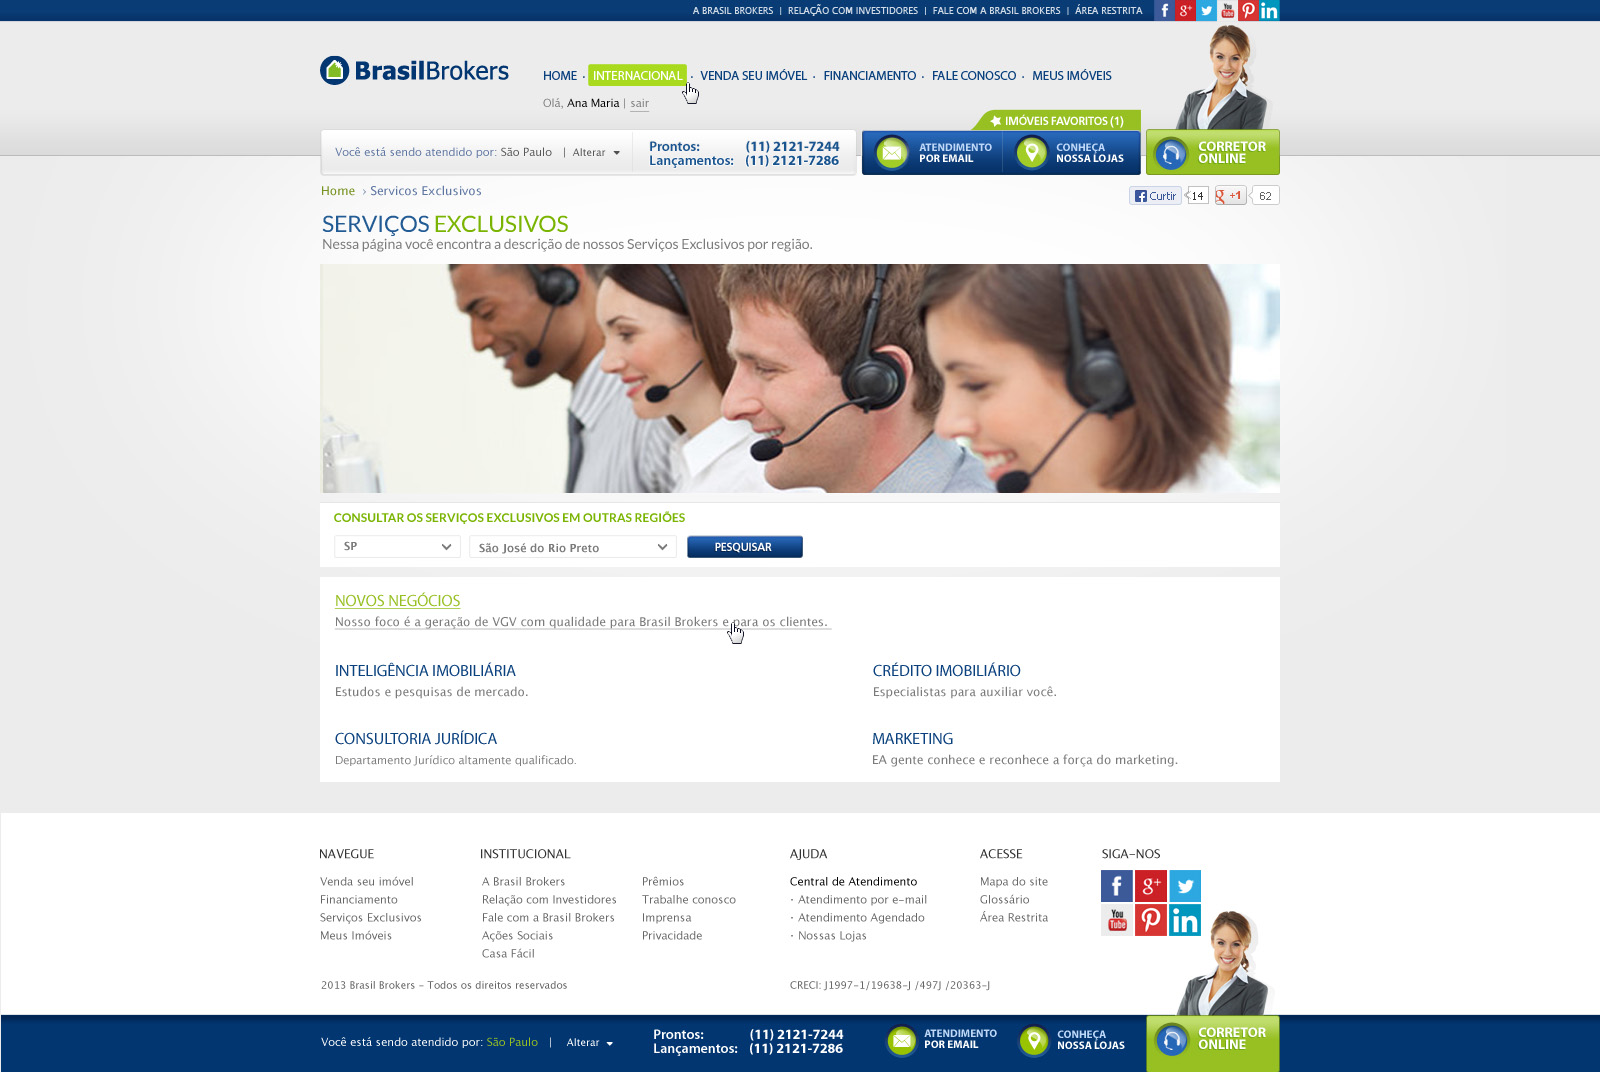 A BRASIL BROKERS | RELAÇÃO COM INVESTIDORES | FALE COM A BRASIL BROKERS | ÁREA RESTRITA
f g+ You Tube in
BrasilBrokers
HOME · INTERNACIONAL · VENDA SEU IMÓVEL · FINANCIAMENTO · FALE CONOSCO · MEUS IMÓVEIS
Olá, Ana Maria | sair
IMÓVEIS FAVORITOS (1)
Você está sendo atendido por: São Paulo | Alterar
Prontos: (11) 2121-7244
Lançamentos: (11) 2121-7286
ATENDIMENTO
POR EMAIL
CONHEÇA
NOSSA LOJAS
CORRETOR
ONLINE
Home › Servicos Exclusivos
Curtir 14 g +1 62
SERVIÇOS EXCLUSIVOS
Nessa página você encontra a descrição de nossos Serviços Exclusivos por região.
CONSULTAR OS SERVIÇOS EXCLUSIVOS EM OUTRAS REGIÕES
SP São José do Rio Preto PESQUISAR
NOVOS NEGÓCIOS
Nosso foco é a geração de VGV com qualidade para Brasil Brokers e para os clientes.
INTELIGÊNCIA IMOBILIÁRIA
Estudos e pesquisas de mercado.
CRÉDITO IMOBILIÁRIO
Especialistas para auxiliar você.
CONSULTORIA JURÍDICA
Departamento Jurídico altamente qualificado.
MARKETING
EA gente conhece e reconhece a força do marketing.
NAVEGUE
Venda seu imóvel
Financiamento
Serviços Exclusivos
Meus Imóveis
INSTITUCIONAL
A Brasil Brokers
Relação com Investidores
Fale com a Brasil Brokers
Ações Sociais
Casa Fácil
Prêmios
Trabalhe conosco
Imprensa
Privacidade
AJUDA
Central de Atendimento
· Atendimento por e-mail
· Atendimento Agendado
· Nossas Lojas
ACESSE
Mapa do site
Glossário
Área Restrita
SIGA-NOS
f g+
You Tube in
2013 Brasil Brokers - Todos os direitos reservados
CRECI: J1997-1/19638-J /497J /20363-J
Você está sendo atendido por: São Paulo | Alterar
Prontos: (11) 2121-7244
Lançamentos: (11) 2121-7286
ATENDIMENTO
POR EMAIL
CONHEÇA
NOSSA LOJAS
CORRETOR
ONLINE